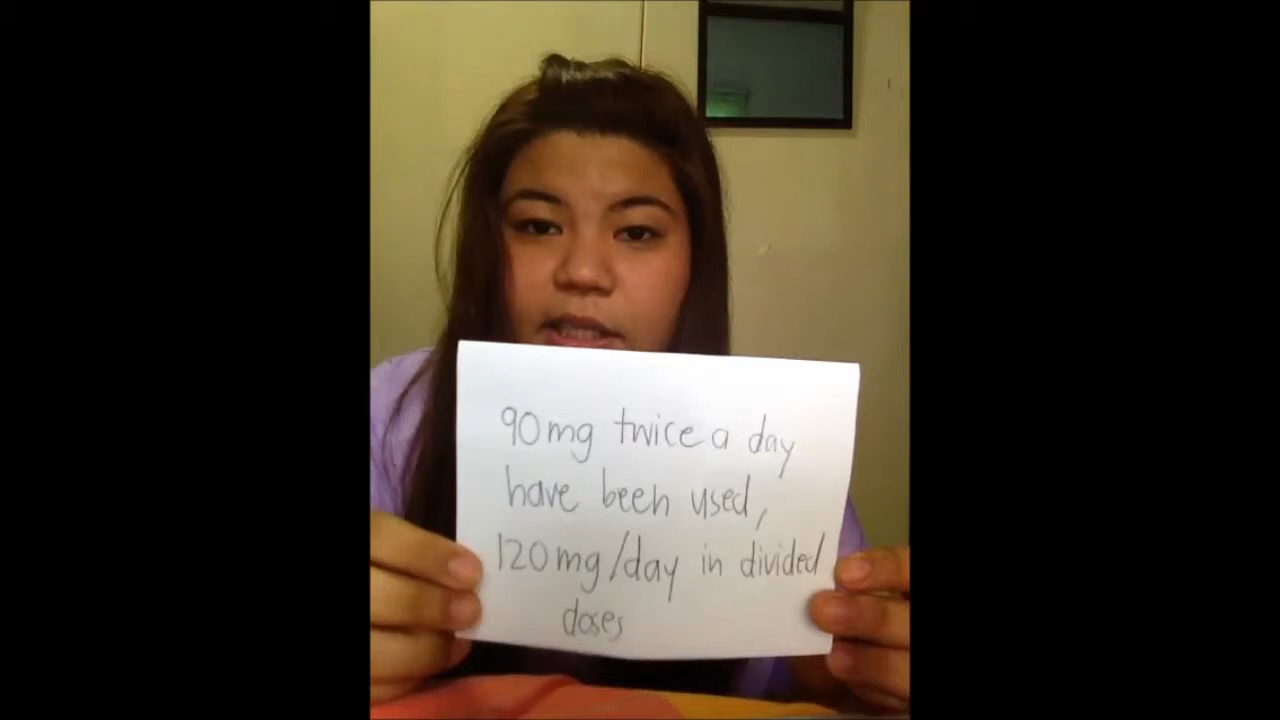 90mg twice a day
have been used,
120mg/day in divided
doses